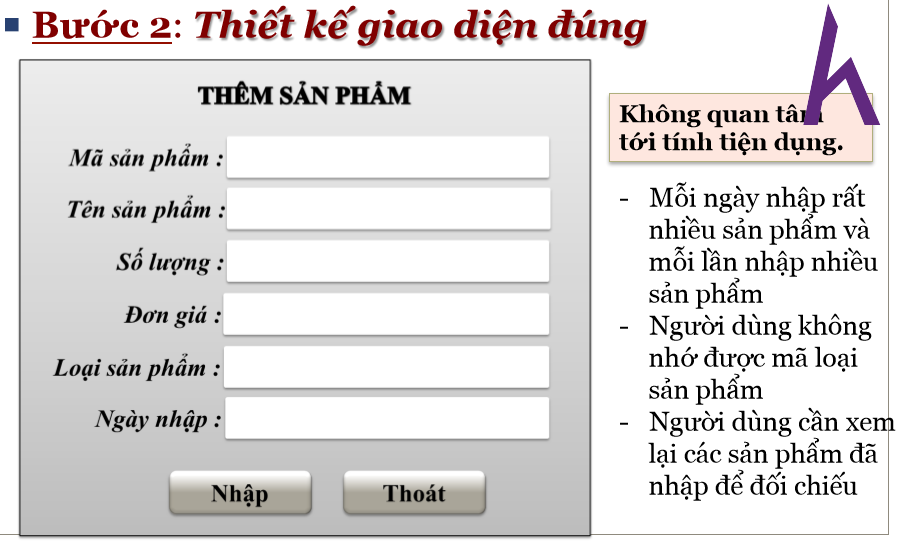 Bước 2: Thiết kế giao diện đúng
THÊM SẢN PHẨM
Mã sản phẩm :
Tên sản phẩm :
Số lượng :
Đơn giá :
Loại sản phẩm :
Ngày nhập :
Nhập
Thoát
Không quan tâm
tới tính tiện dụng.
- Mỗi ngày nhập rất
nhiều sản phẩm và
mỗi lần nhập nhiều
sản phẩm
- Người dùng không
nhớ được mã loại
sản phẩm
- Người dùng cần xem
lại các sản phẩm đã
nhập để đối chiếu